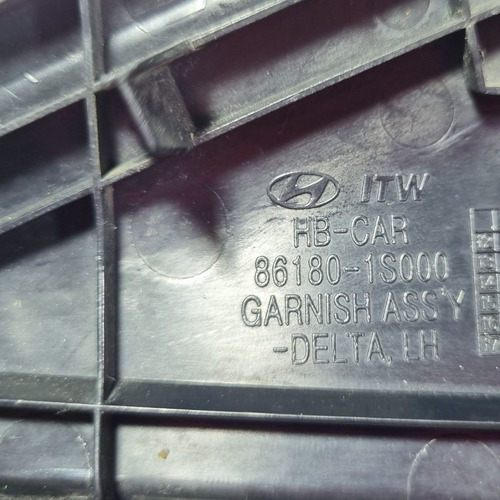 ITW
HB-CAR
86180-1S000
GARNISH ASS'Y
-DELTA, LH